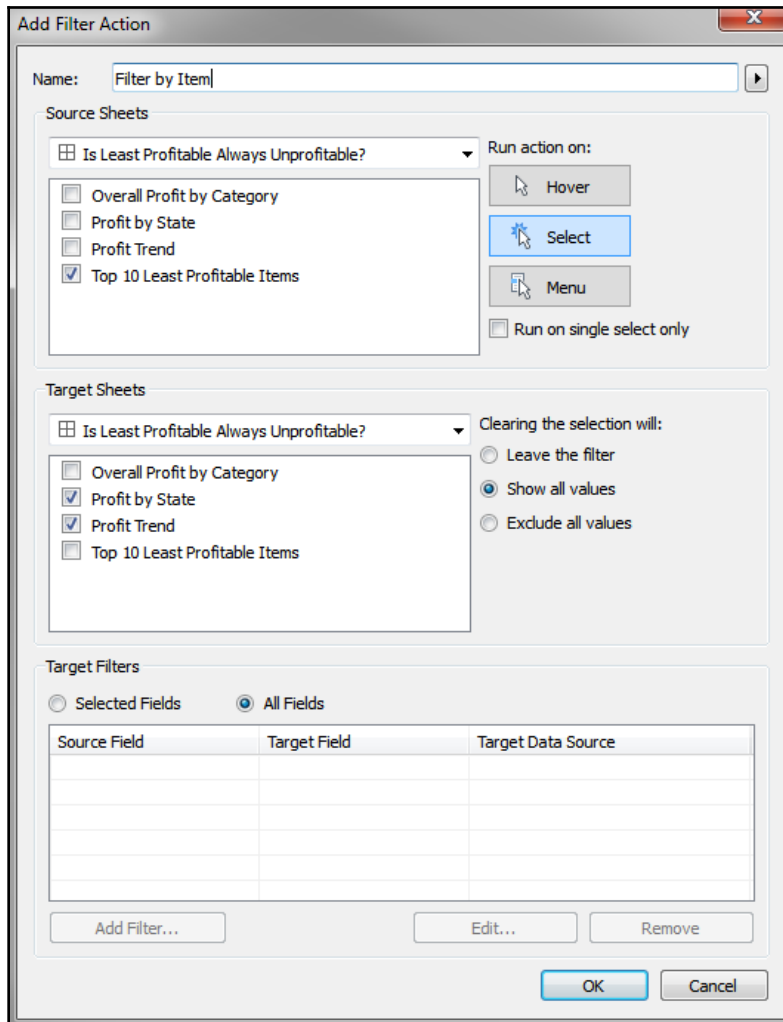 Add Filter Action
Name: Filter by Item
Source Sheets
Is Least Profitable Always Unprofitable?
Run action on:
Overall Profit by Category
Profit by State
Profit Trend
Top 10 Least Profitable Items
Hover
Select
Menu
Run on single select only
Target Sheets
Is Least Profitable Always Unprofitable?
Clearing the selection will:
Overall Profit by Category
Profit by State
Profit Trend
Top 10 Least Profitable Items
Leave the filter
Show all values
Exclude all values
Target Filters
Selected Fields All Fields
Source Field Target Field Target Data Source
Add Filter... Edit... Remove
OK Cancel